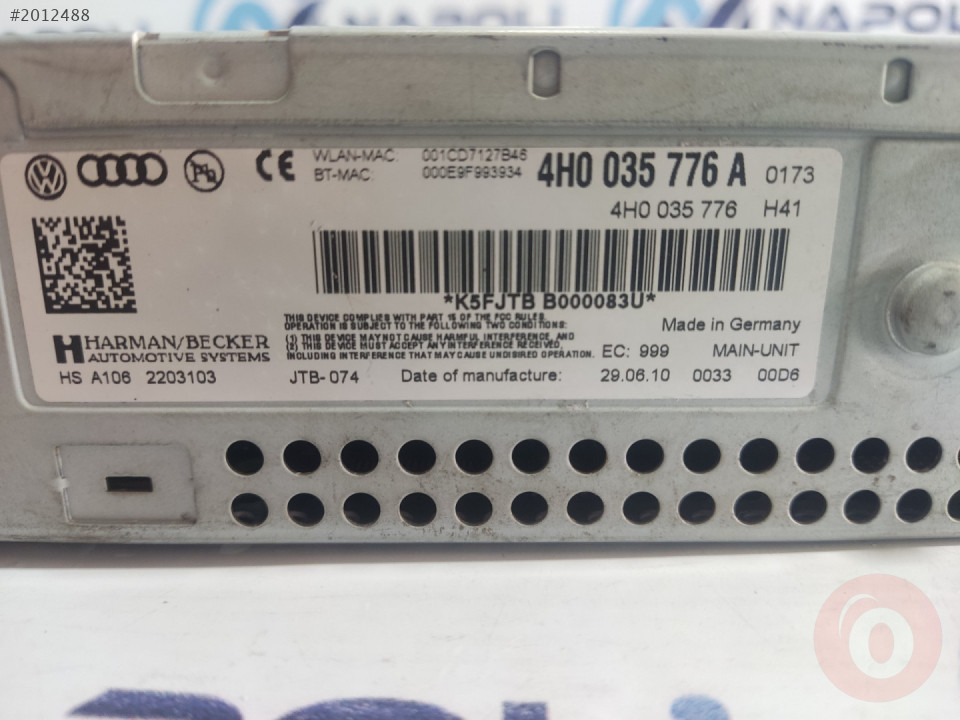 #2012488
NAPOLI NAPOLI
WLAN-MAC: 001CD7127B46
BT-MAC: 000E9F993934
4H0 035 776 A 0173
4H0 035 776 H41
*K5FJTB B000083U*
THIS DEVICE COMPLIES WITH PART 15 OF THE FCC RULES.
OPERATION IS SUBJECT TO THE FOLLOWING TWO CONDITIONS:
(1) THIS DEVICE MAY NOT CAUSE HARMFUL INTERFERENCE, AND
(2) THIS DEVICE MUST ACCEPT ANY INTERFERENCE RECEIVED,
INCLUDING INTERFERENCE THAT MAY CAUSE UNDISIRED OPERATION.
Made in Germany
EC: 999 MAIN-UNIT
HARMAN/BECKER
AUTOMOTIVE SYSTEMS
HS A106 2203103 JTB-074 Date of manufacture: 29.06.10 0033 00D6